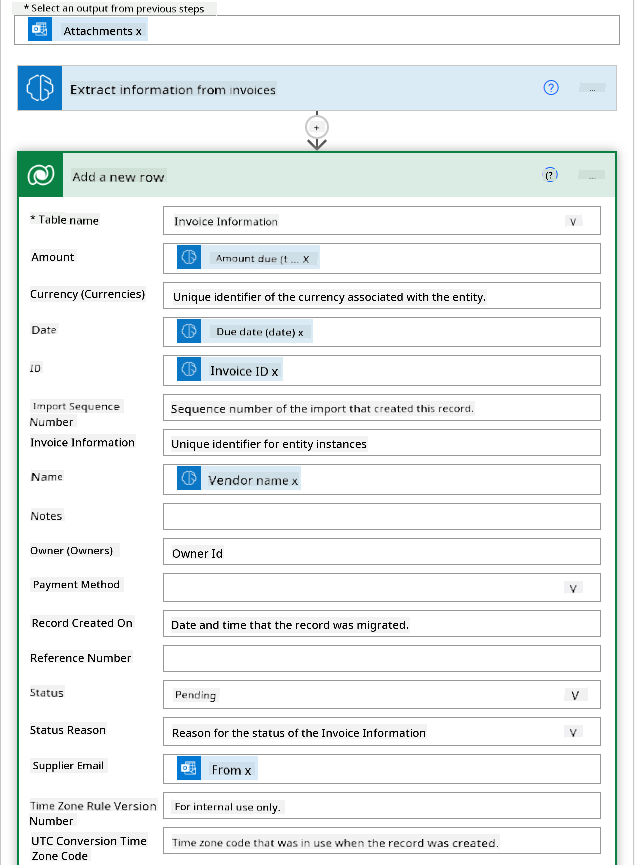 * Select an output from previous steps
Attachments x
Extract information from invoices
?
...
+
Add a new row
(?
...
* Table name
Invoice Information
V
Amount
Amount due (t ... X
Currency (Currencies)
Unique identifier of the currency associated with the entity.
Date
Due date (date) x
ID
Invoice ID x
Import Sequence
Number
Sequence number of the import that created this record.
Invoice Information
Unique identifier for entity instances
Name
Vendor name x
Notes
Owner (Owners)
Owner Id
Payment Method
V
Record Created On
Date and time that the record was migrated.
Reference Number
Status
Pending
V
Status Reason
Reason for the status of the Invoice Information
V
Supplier Email
From x
Time Zone Rule Version
Number
For internal use only.
UTC Conversion Time
Zone Code
Time zone code that was in use when the record was created.